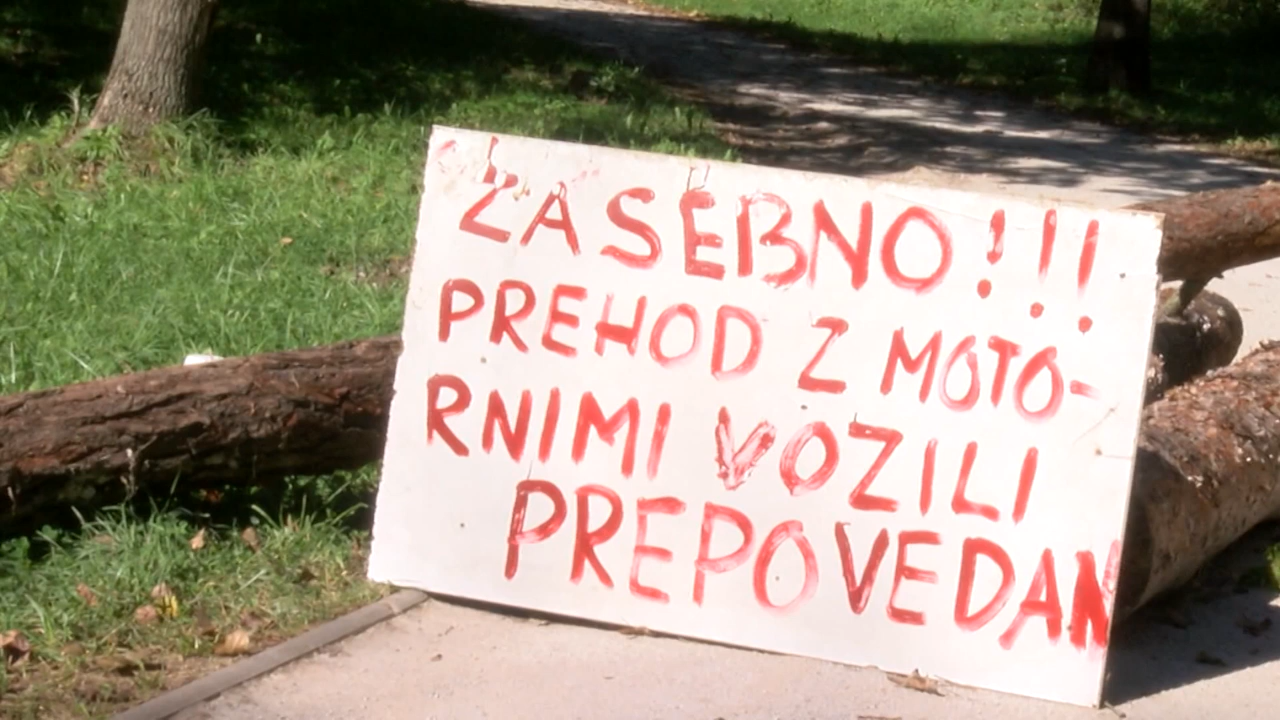 ZASEBNO!!!
PREHOD Z MOTO-
RNIMI VOZILI
PREPOVEDAN